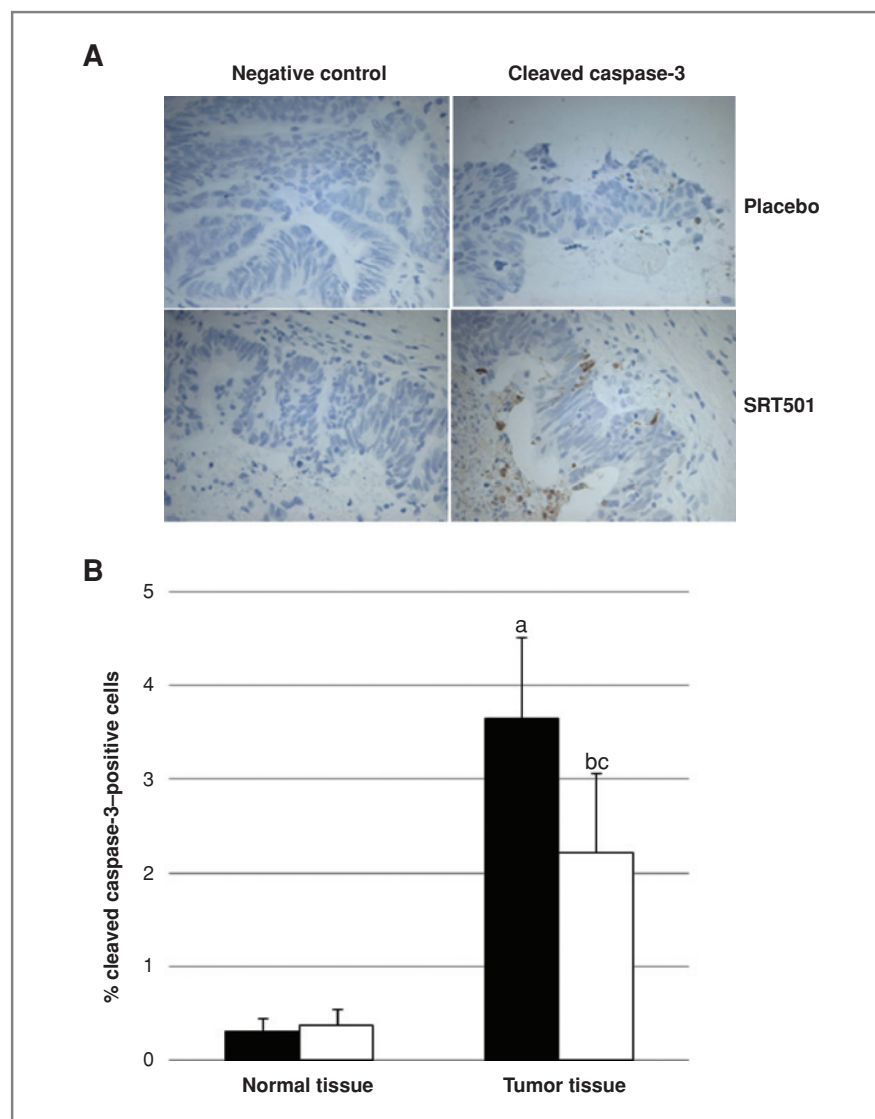 A
Negative control
Cleaved caspase-3
Placebo
SRT501
B
% cleaved caspase-3–positive cells
5
4
3
2
1
0
a
bc
Normal tissue
Tumor tissue